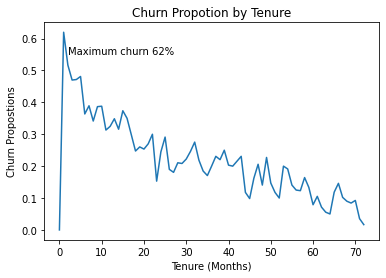 Churn Propotion by Tenure
Maximum churn 62%
Churn Propostions
0.6
0.5
0.4
0.3
0.2
0.1
0.0
0 10 20 30 40 50 60 70
Tenure (Months)